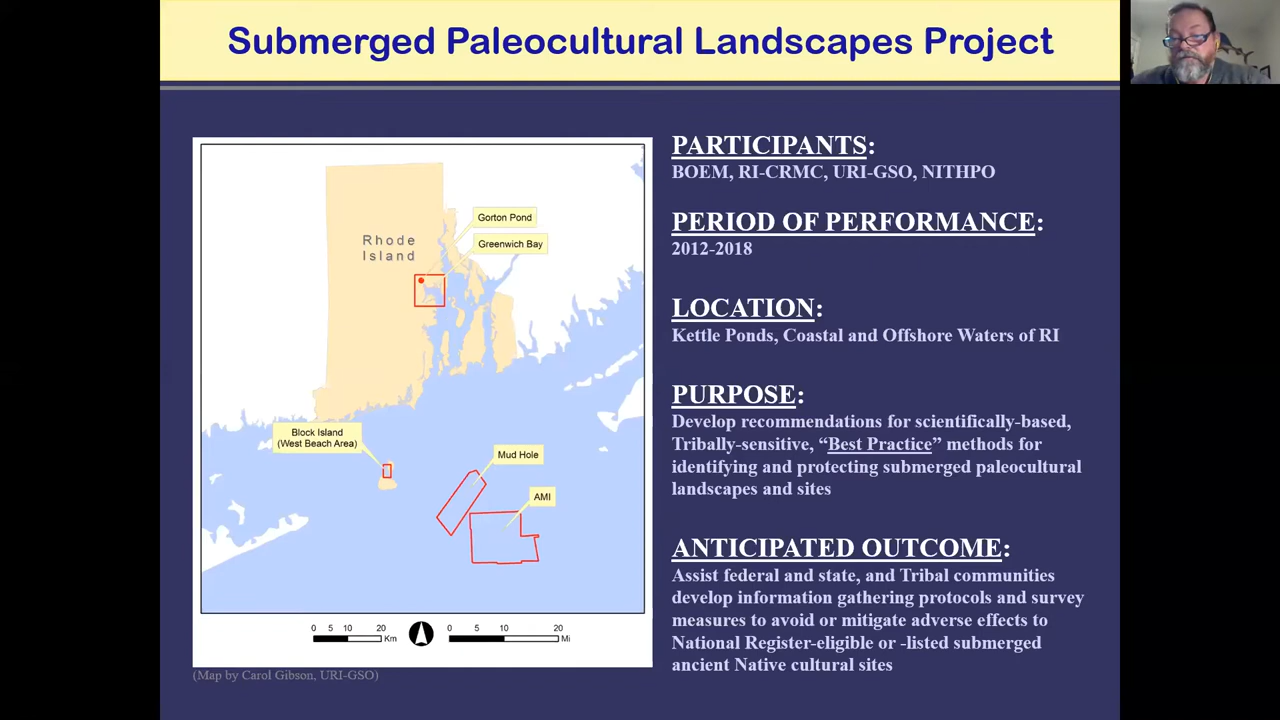 Submerged Paleocultural Landscapes Project
Gorton Pond
Greenwich Bay
Rhode
Island
Block Island
(West Beach Area)
Mud Hole
AMI
0 5 10 20
Km
0 5 10 20
Mi
(Map by Carol Gibson, URI-GSO)
PARTICIPANTS:
BOEM, RI-CRMC, URI-GSO, NITHPO
PERIOD OF PERFORMANCE:
2012-2018
LOCATION:
Kettle Ponds, Coastal and Offshore Waters of RI
PURPOSE:
Develop recommendations for scientifically-based,
Tribally-sensitive, “Best Practice” methods for
identifying and protecting submerged paleocultural
landscapes and sites
ANTICIPATED OUTCOME:
Assist federal and state, and Tribal communities
develop information gathering protocols and survey
measures to avoid or mitigate adverse effects to
National Register-eligible or -listed submerged
ancient Native cultural sites